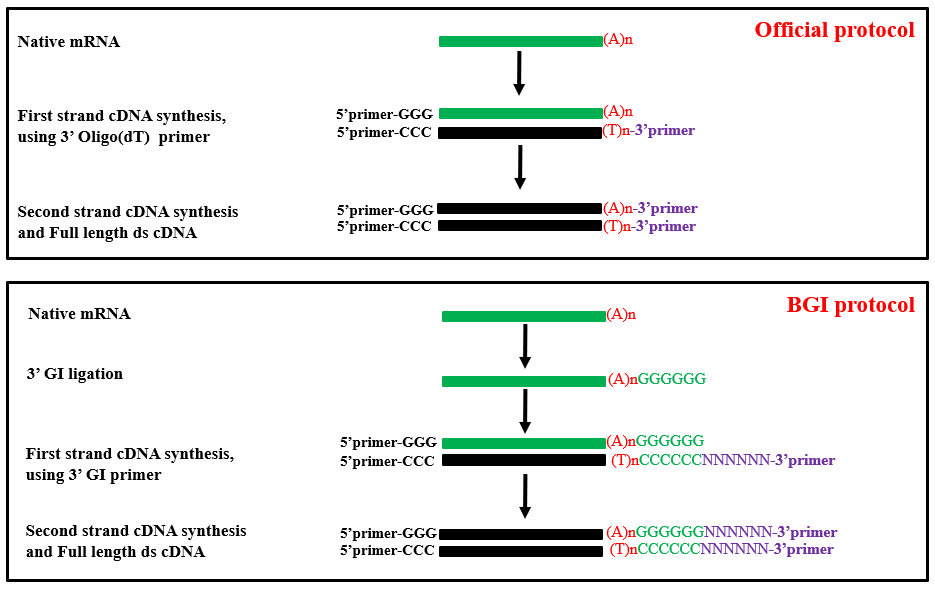 Official protocol
Native mRNA
(A)n
First strand cDNA synthesis,
using 3’ Oligo(dT) primer
5’primer-GGG
(A)n
5’primer-CCC
(T)n-3’primer
Second strand cDNA synthesis
and Full length ds cDNA
5’primer-GGG
(A)n-3’primer
5’primer-CCC
(T)n-3’primer
BGI protocol
Native mRNA
(A)n
3’ GI ligation
(A)nGGGGGG
First strand cDNA synthesis,
using 3’ GI primer
5’primer-GGG
(A)nGGGGGG
5’primer-CCC
(T)nCCCCCCNNNNNN-3’primer
Second strand cDNA synthesis
and Full length ds cDNA
5’primer-GGG
(A)nGGGGGGNNNNNN-3’primer
5’primer-CCC
(T)nCCCCCCNNNNNN-3’primer